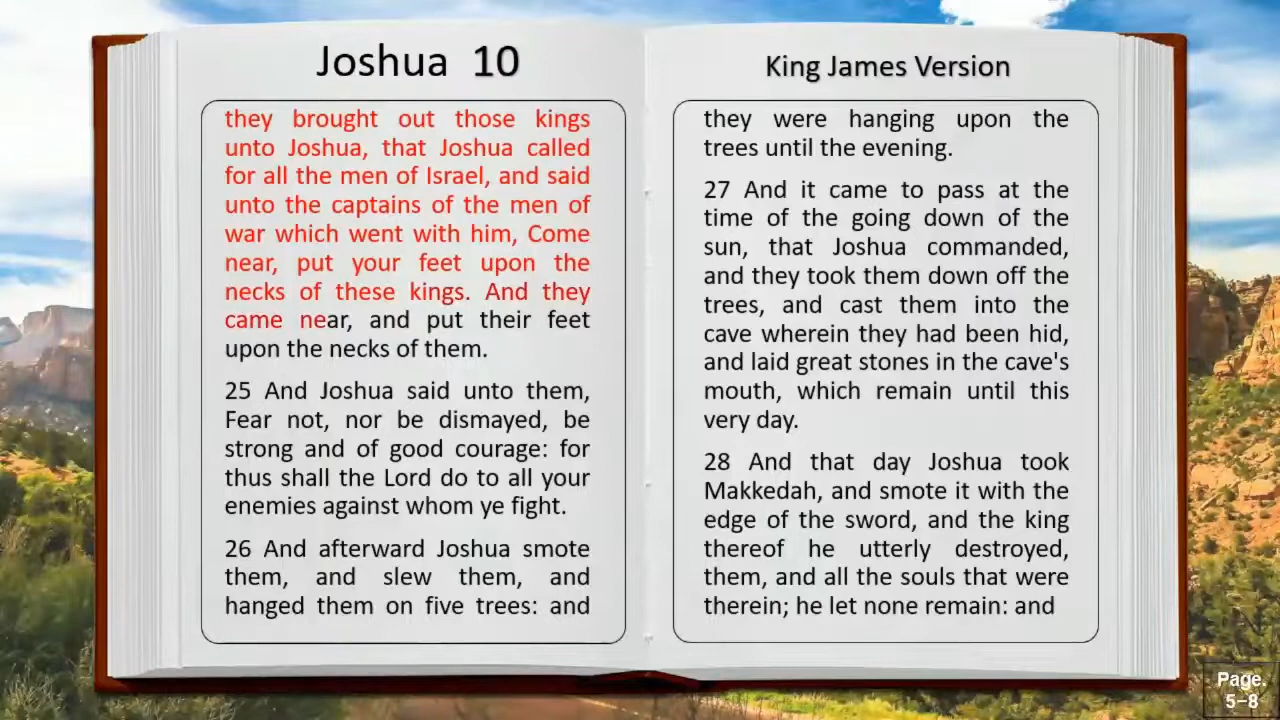 Joshua 10
they brought out those kings
unto Joshua, that Joshua called
for all the men of Israel, and said
unto the captains of the men of
war which went with him, Come
near, put your feet upon the
necks of these kings. And they
came near, and put their feet
upon the necks of them.
25 And Joshua said unto them,
Fear not, nor be dismayed, be
strong and of good courage: for
thus shall the Lord do to all your
enemies against whom ye fight.
26 And afterward Joshua smote
them, and slew them, and
hanged them on five trees: and
King James Version
they were hanging upon the
trees until the evening.
27 And it came to pass at the
time of the going down of the
sun, that Joshua commanded,
and they took them down off the
trees, and cast them into the
cave wherein they had been hid,
and laid great stones in the cave's
mouth, which remain until this
very day.
28 And that day Joshua took
Makkedah, and smote it with the
edge of the sword, and the king
thereof he utterly destroyed,
them, and all the souls that were
therein; he let none remain: and
Page.
5-8